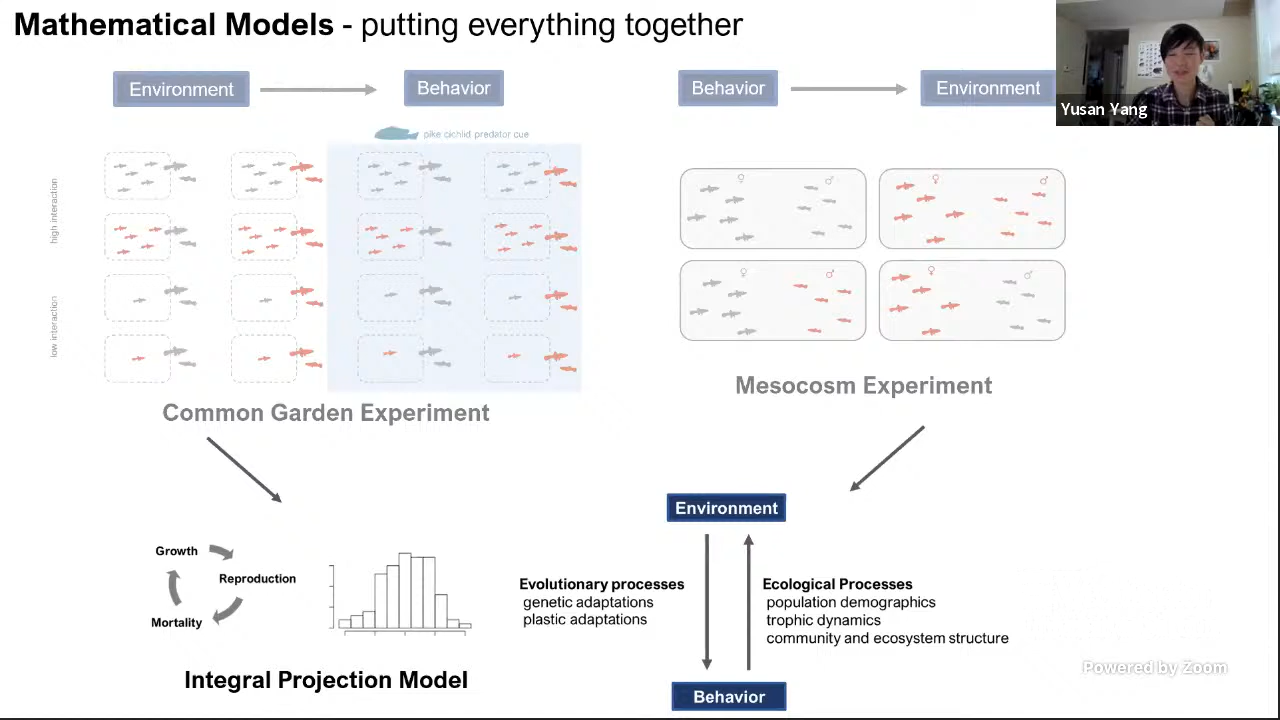 Mathematical Models - putting everything together
Environment
Behavior
Behavior
Environment
Yusan Yang
pike cichlid predator cue
high interaction
low interaction
♀
♂
♀
♂
♀
♂
♀
♂
Common Garden Experiment
Mesocosm Experiment
Growth
Reproduction
Mortality
Integral Projection Model
Environment
Evolutionary processes
genetic adaptations
plastic adaptations
Ecological Processes
population demographics
trophic dynamics
community and ecosystem structure
Behavior
Powered by Zoom